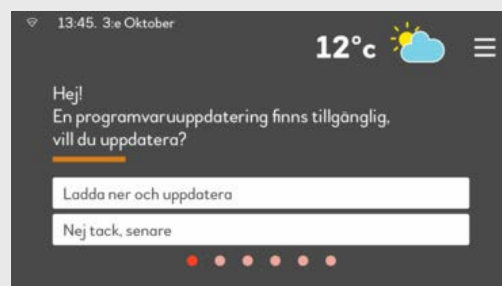 13:45. 3:e Oktober
12°c
Hej!
En programvaruuppdatering finns tillgänglig,
vill du uppdatera?
Ladda ner och uppdatera
Nej tack, senare